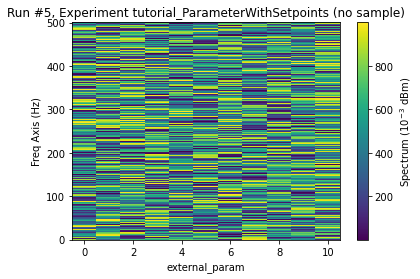 Run #5, Experiment tutorial_ParameterWithSetpoints (no sample)
500
400
300
200
100
0
Freq Axis (Hz)
0 2 4 6 8 10
external_param
800
600
400
200
Spectrum (10⁻³ dBm)